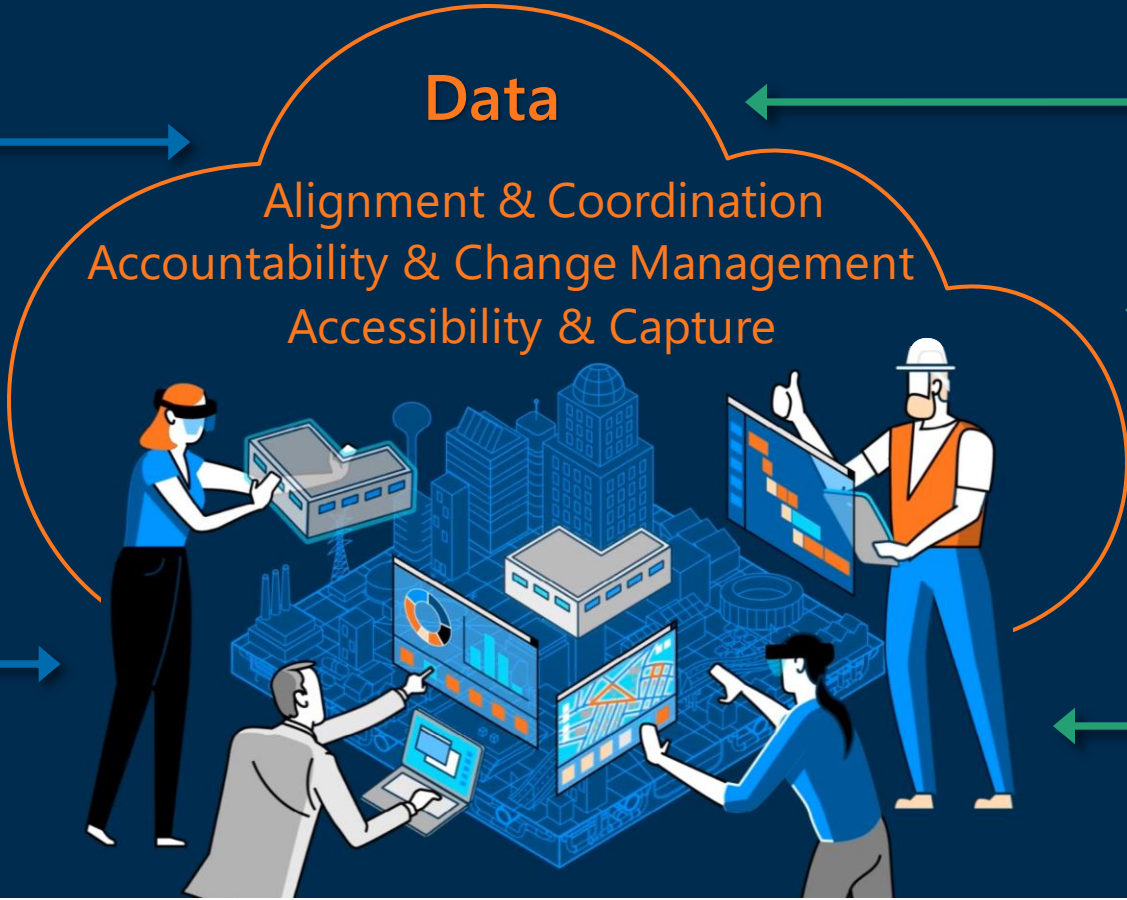 Data
Alignment & Coordination
Accountability & Change Management
Accessibility & Capture